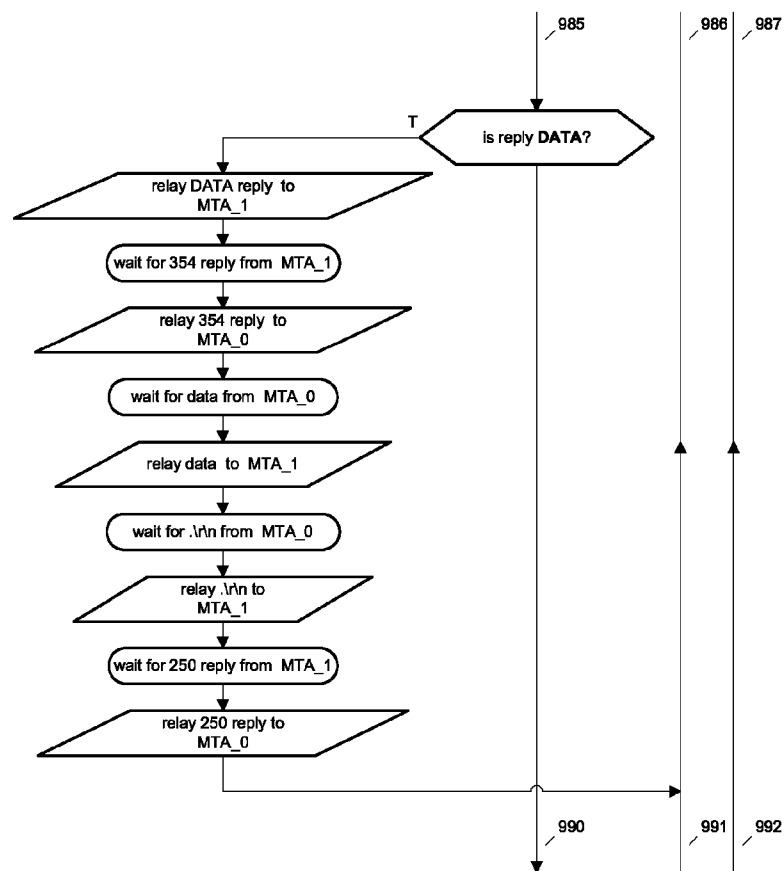 985
986
987
T
is reply DATA?
relay DATA reply to
MTA_1
wait for 354 reply from MTA_1
relay 354 reply to
MTA_0
wait for data from MTA_0
relay data to MTA_1
wait for .\r\n from MTA_0
relay .\r\n to
MTA_1
wait for 250 reply from MTA_1
relay 250 reply to
MTA_0
990
991
992